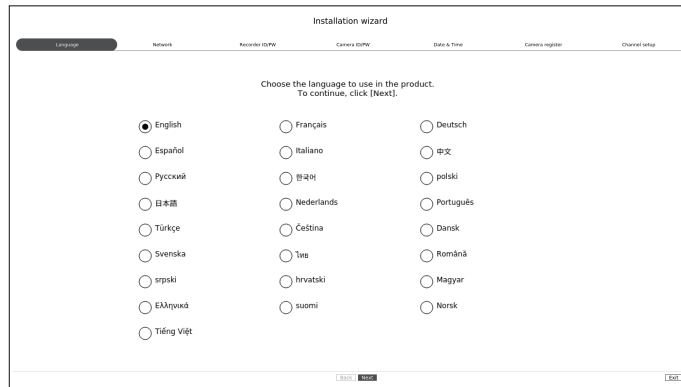 Installation wizard
Language Network Recorder ID/PW Camera ID/PW Date & Time Camera register Channel setup
Choose the language to use in the product.
To continue, click [Next].
English Français Deutsch
Español Italiano 中文
Русский 한국어 polski
日本語 Nederlands Português
Türkçe Čeština Dansk
Svenska ไทย Română
srpski hrvatski Magyar
Ελληνικά suomi Norsk
Tiếng Việt
Back Next Exit